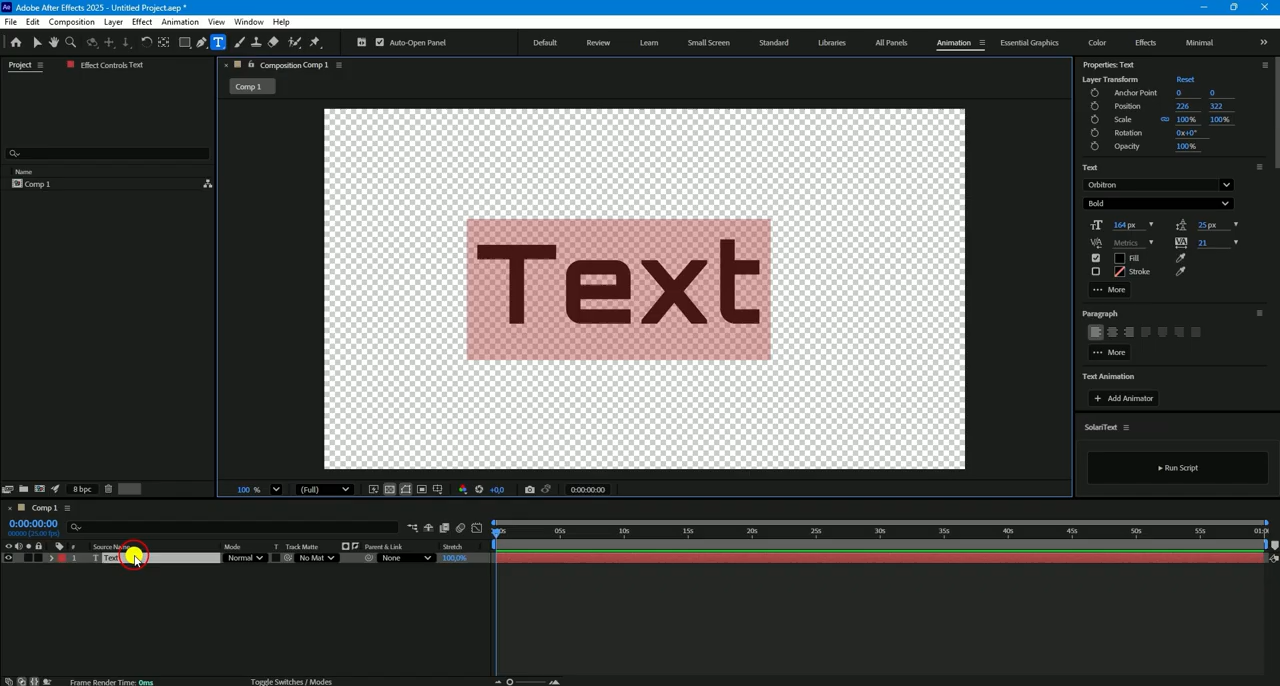 Ae Adobe After Effects 2025 - Untitled Project.aep *
File Edit Composition Layer Effect Animation View Window Help
T Auto-Open Panel Default Review Learn Small Screen Standard Libraries All Panels Animation Essential Graphics Color Effects Minimal
Project Effect Controls Text
Composition Comp 1
Comp 1
Name
Comp 1
Text
8 bpc
100 % (Full) +0,0 0:00:00:00
Properties: Text
Layer Transform Reset
Anchor Point 0 0
Position 226 322
Scale 100% 100%
Rotation 0x+0°
Opacity 100%
Text
Orbitron
Bold
164 px 25 px
Metrics 21
Fill
Stroke
More
Paragraph
More
Text Animation
+ Add Animator
SolariText
Run Script
Comp 1
0:00:00:00
00000 (25.00 fps)
# Source Name Mode T Track Matte Parent & Link Stretch
1 T Text Normal No Mat None 100,0%
05s 10s 15s 20s 25s 30s 35s 40s 45s 50s 55s 01:0
Frame Render Time: 0ms Toggle Switches / Modes